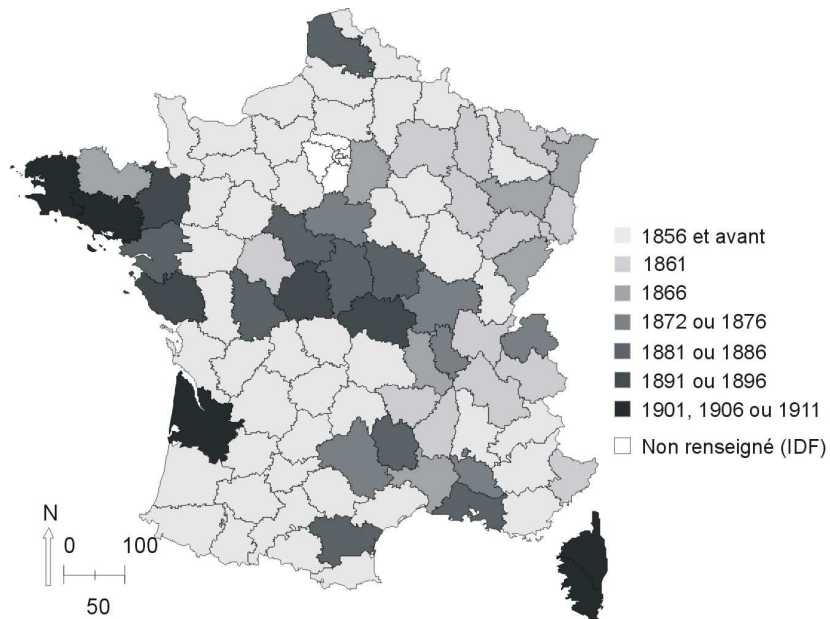 1856 et avant
1861
1866
1872 ou 1876
1881 ou 1886
1891 ou 1896
1901, 1906 ou 1911
Non renseigné (IDF)
N
0 100
50